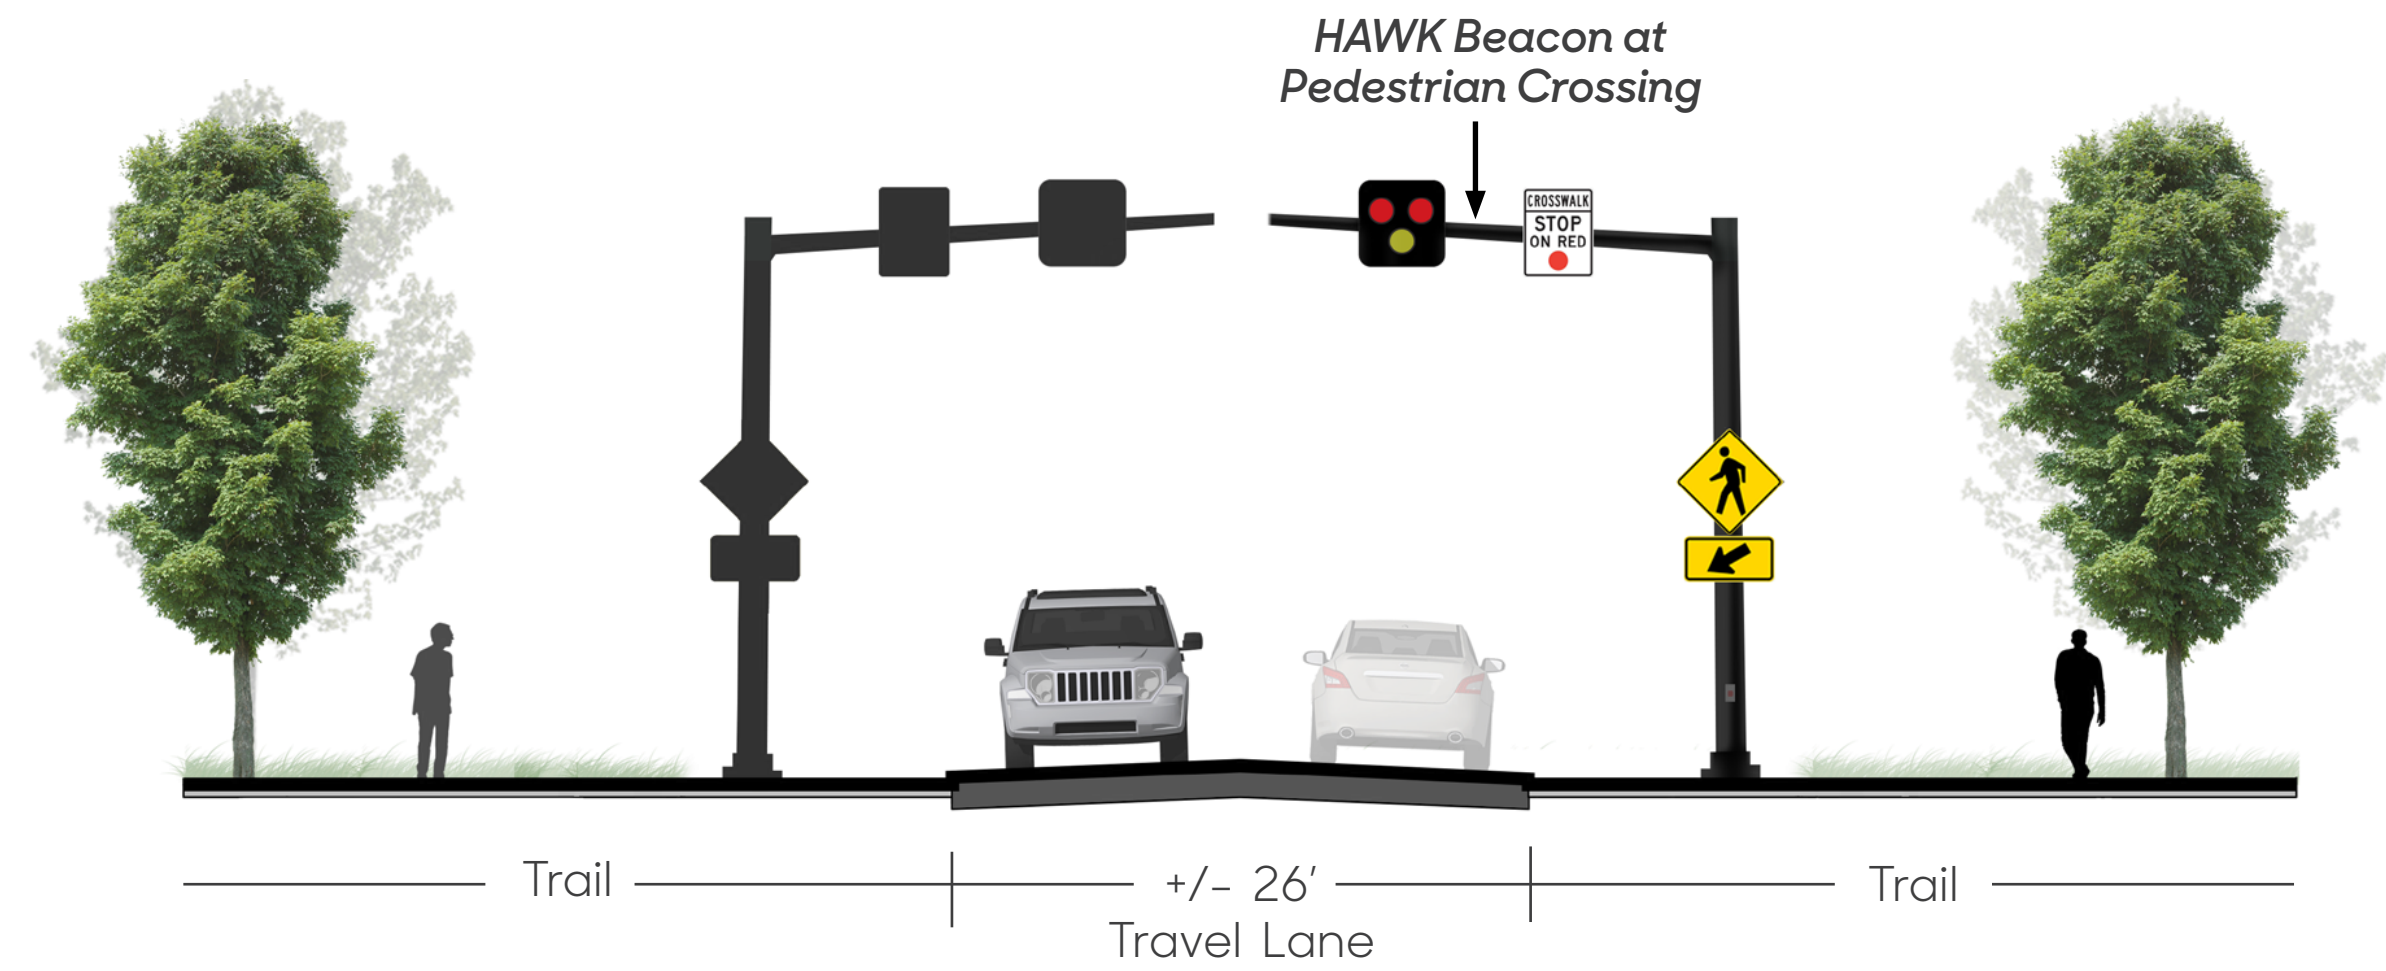 HAWK Beacon at
Pedestrian Crossing
CROSSWALK
STOP
ON RED
Trail
+/- 26'
Travel Lane
Trail